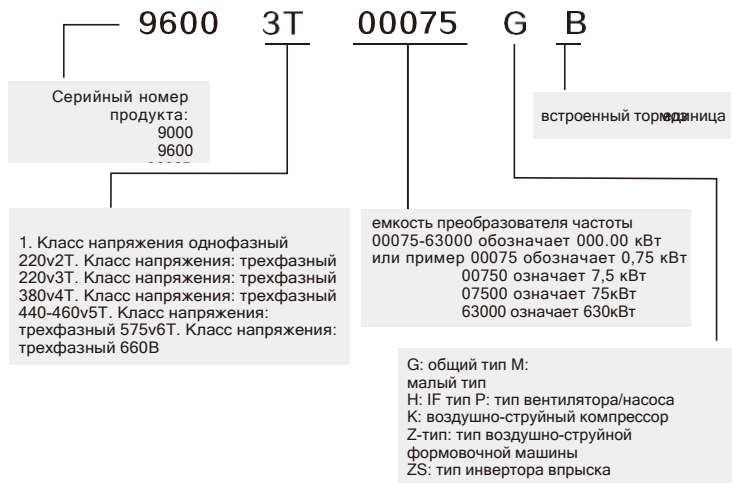 9600 3T 00075 G B
Серийный номер
продукта:
9000
9600
встроенный тормоз
единица
1. Класс напряжения однофазный
220v2T. Класс напряжения: трехфазный
220v3T. Класс напряжения: трехфазный
380v4T. Класс напряжения: трехфазный
440-460v5T. Класс напряжения:
трехфазный 575v6T. Класс напряжения:
трехфазный 660В
емкость преобразователя частоты
00075-63000 обозначает 000.00 кВт
или пример 00075 обозначает 0,75 кВт
00750 означает 7,5 кВт
07500 означает 75кВт
63000 означает 630кВт
G: общий тип M:
малый тип
H: IF тип P: тип вентилятора/насоса
K: воздушно-струйный компрессор
Z-тип: тип воздушно-струйной
формовочной машины
ZS: тип инвертора впрыска